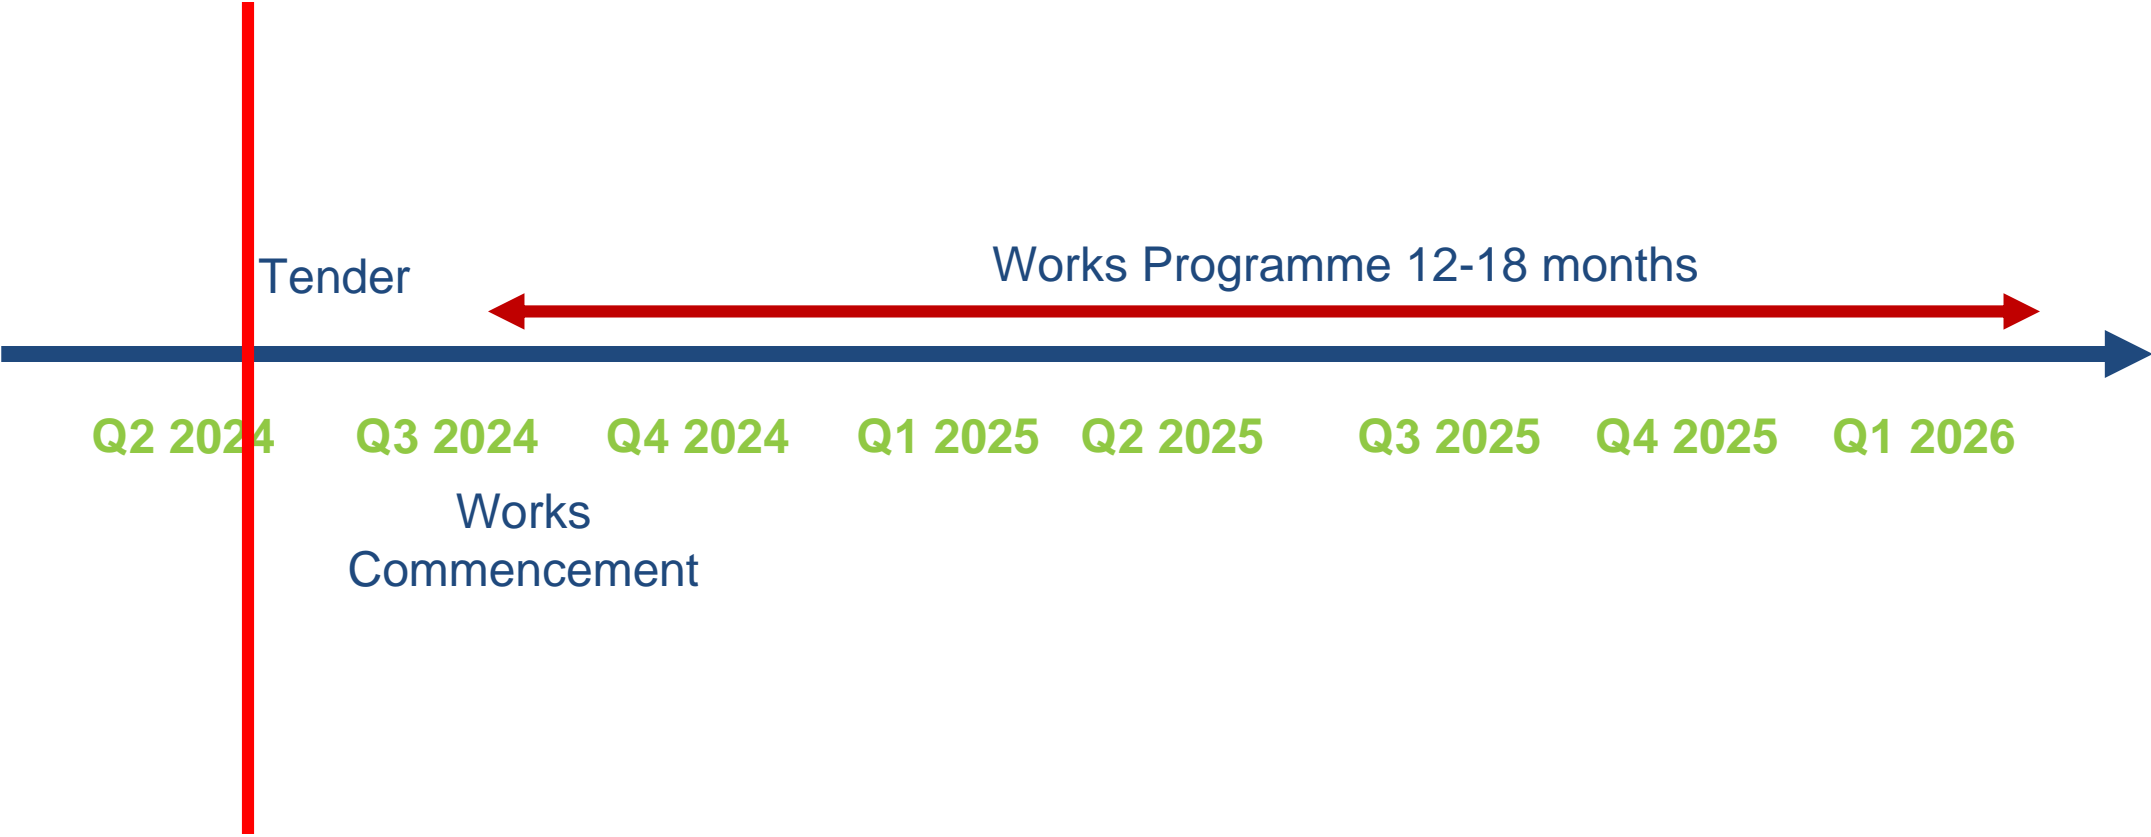 Tender
Works Programme 12-18 months
Q2 2024 Q3 2024 Q4 2024 Q1 2025 Q2 2025 Q3 2025 Q4 2025 Q1 2026
Works
Commencement